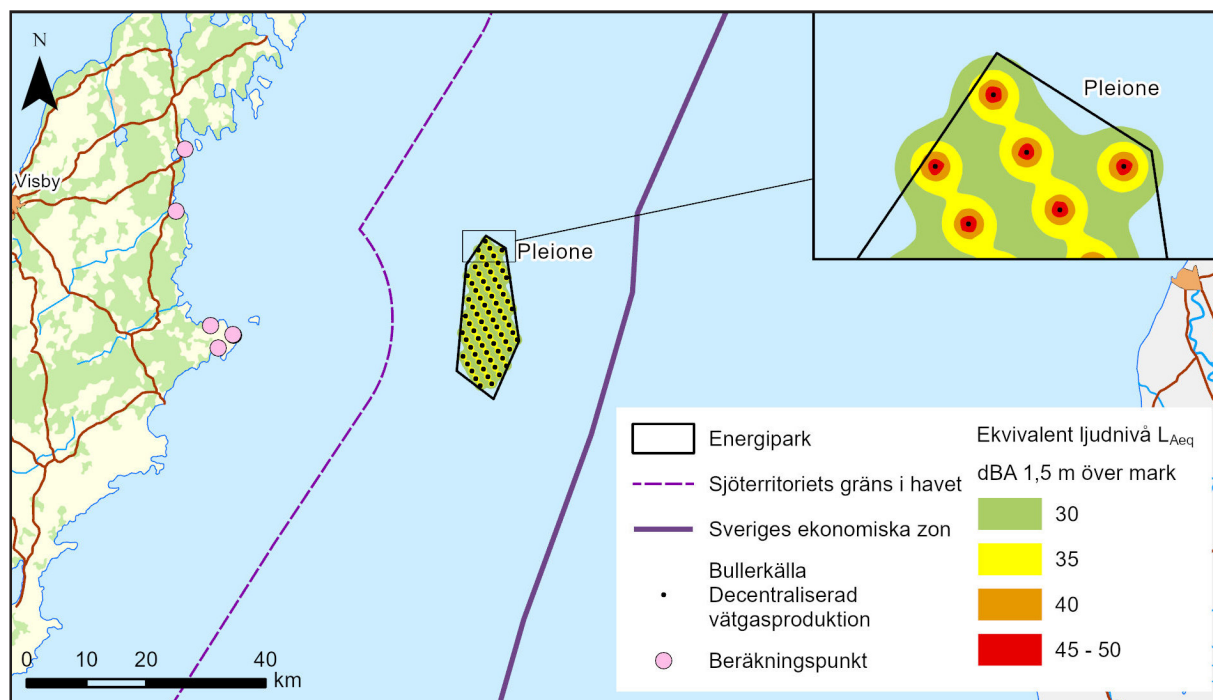 N
Visby
Pleione
Pleione
Energipark
Sjöterritoriets gräns i havet
Sveriges ekonomiska zon
Bullerkälla
Decentraliserad
vätgasproduktion
Beräkningspunkt
Ekvivalent ljudnivå LAeq
dBA 1,5 m över mark
30
35
40
45 - 50
0 10 20 40
km